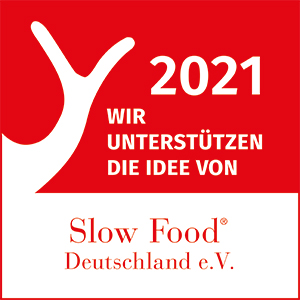 2021
WIR
UNTERSTÜTZEN
DIE IDEE VON
Slow Food®
Deutschland e.V.